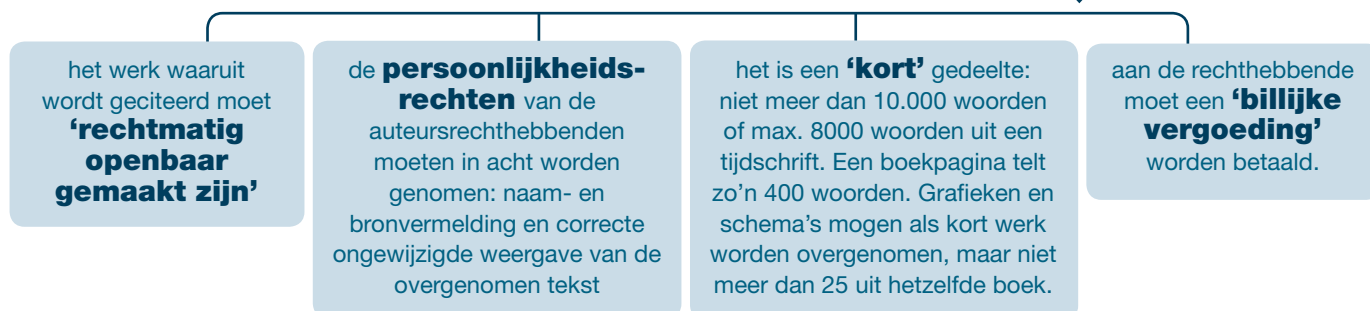 het werk waaruit
wordt geciteerd moet
‘rechtmatig
openbaar
gemaakt zijn’
de persoonlijkheids-
rechten van de
auteursrechthebbenden
moeten in acht worden
genomen: naam- en
bronvermelding en correcte
ongewijzigde weergave van de
overgenomen tekst
het is een ‘kort’ gedeelte:
niet meer dan 10.000 woorden
of max. 8000 woorden uit een
tijdschrift. Een boekpagina telt
zo’n 400 woorden. Grafieken en
schema’s mogen als kort werk
worden overgenomen, maar niet
meer dan 25 uit hetzelfde boek.
aan de rechthebbende
moet een ‘billijke
vergoeding’
worden betaald.